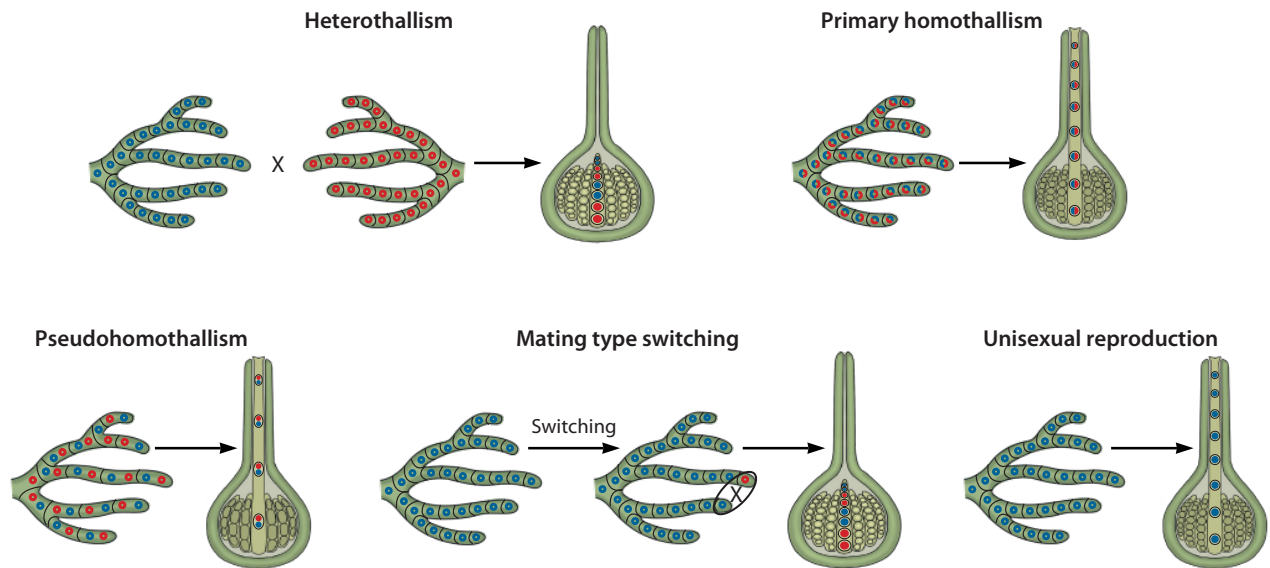 Heterothallism
Primary homothallism
X
Pseudohomothallism
Mating type switching
Unisexual reproduction
Switching
X